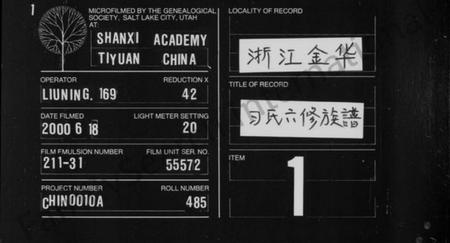 1
MICROFILMED BY THE GENEALOGICAL
SOCIETY, SALT LAKE CITY, UTAH
AT:
SHANXI ACADEMY
TIYUAN CHINA
OPERATOR REDUCTION X
LIUNING. 169 42
DATE FILMED LIGHT METER SETTING
2000 6 18 20
FILM EMULSION NUMBER FILM UNIT SER. NO.
211-31 55572
PROJECT NUMBER ROLL NUMBER
CHIN0010A 485
LOCALITY OF RECORD
浙江金华
TITLE OF RECORD
氏六修族譜
ITEM
1